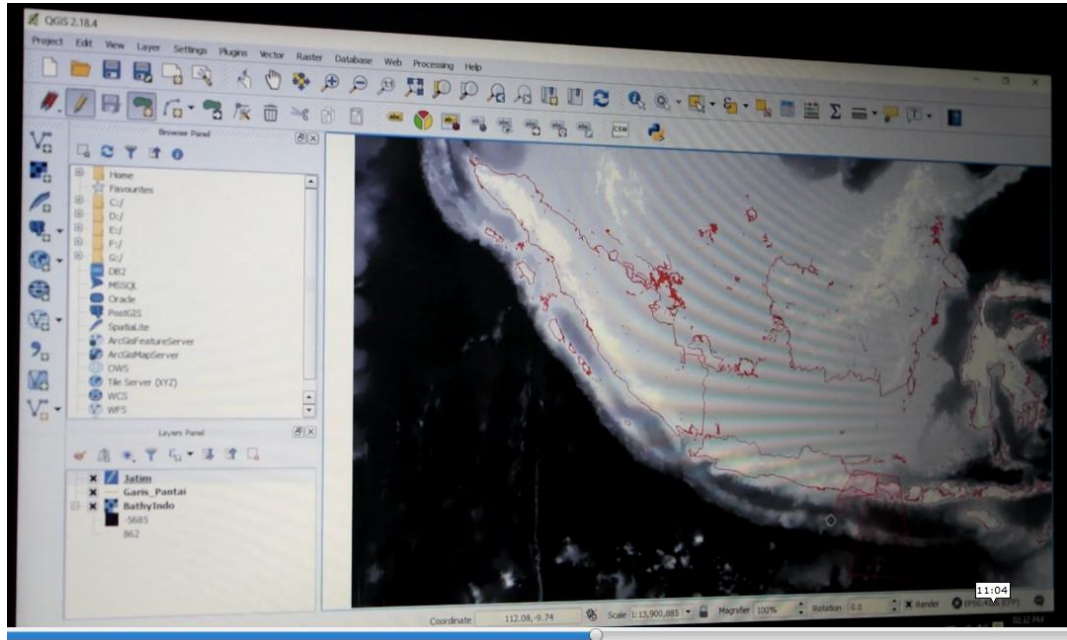 QGIS 2.18.4
Project Edit View Layer Settings Plugins Vector Raster Database Web Processing Help
CSW
Browser Panel
Home
Favourites
C:/
D:/
E:/
F:/
G:/
DB2
MSSQL
Oracle
PostGIS
SpatiaLite
ArcGisFeatureServer
ArcGisMapServer
OWS
Tile Server (XYZ)
WCS
WFS
Layers Panel
Jatim
Garis_Pantai
BathyIndo
-5685
862
11:04
Coordinate 112.08,-9.74 Scale 1:13,900,885 Magnifier 100% Rotation 0.0 Render